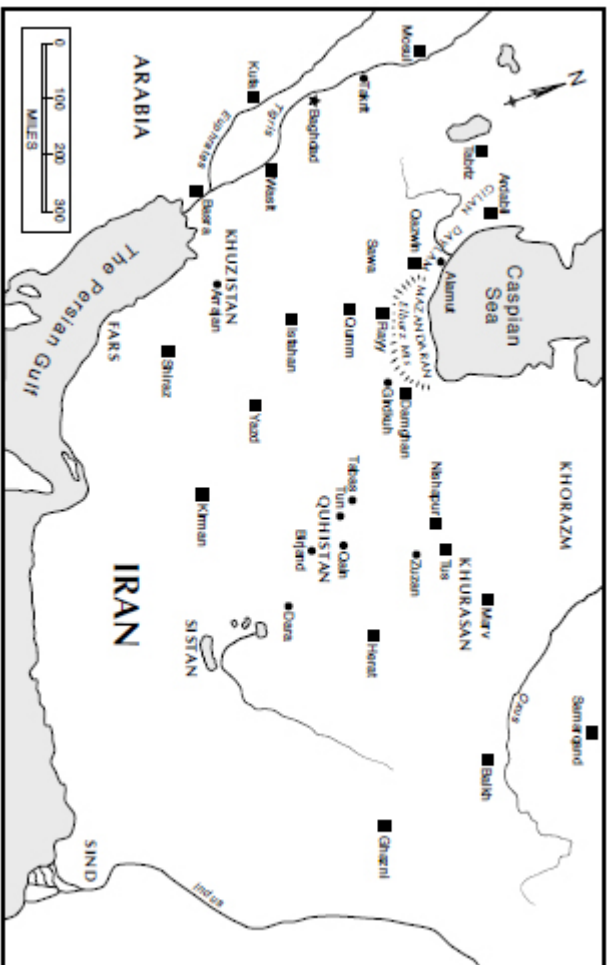 N
Samarqand
KHORAZM
Caspian
Sea
Oxus
Ardabil
Tabriz
GILAN
DAYLAM
Alamut
Marv
Balkh
KHURASAN
Tus
Nishapur
Zuzan
Mosul
Qazwin
MAZANDARAN
Elburz Mts
Damghan
Girdkuh
Rayy
Sawa
Qumm
Takrit
Herat
Ghazni
Tabas
Tun
Qain
QUHISTAN
Birjand
Baghdad
Tigris
Isfahan
Dara
Wasit
Kufa
Yazd
Euphrates
KHUZISTAN
Arrajan
Basra
Kirman
SISTAN
Indus
Shiraz
ARABIA
IRAN
FARS
SIND
The Persian Gulf
0 100 200 300
MILES